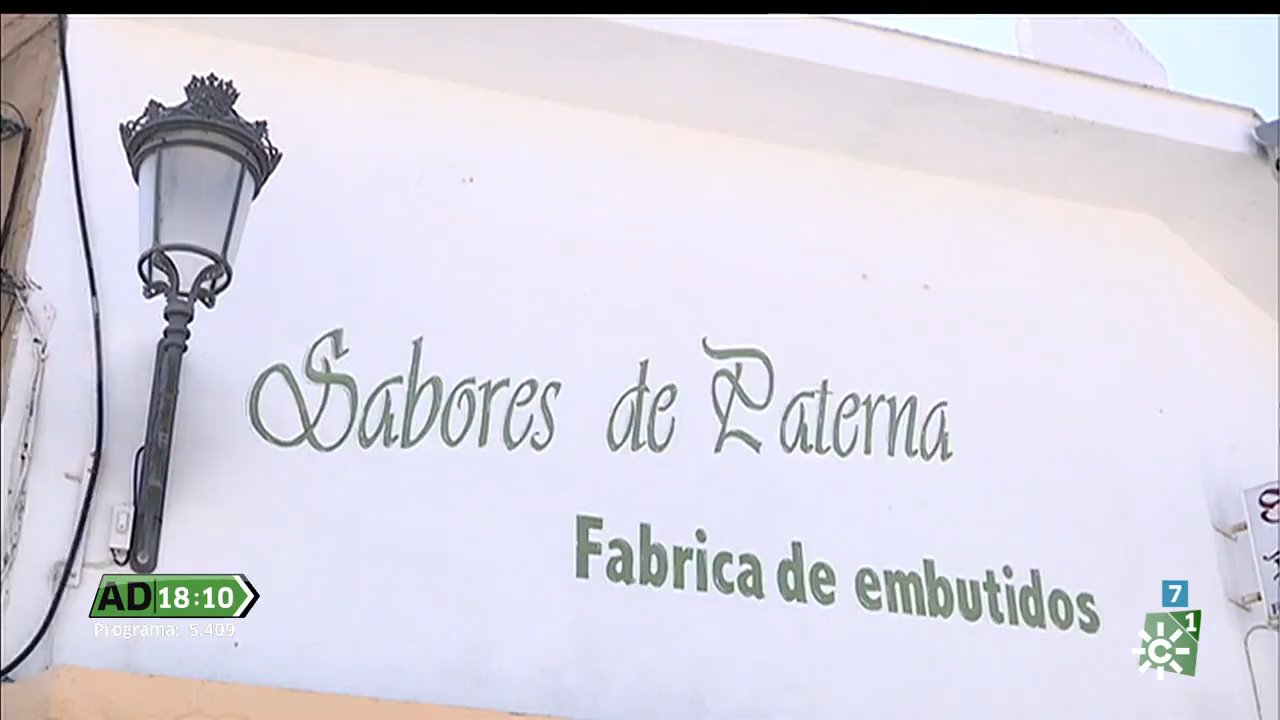 Sabores de Paterna
Fabrica de embutidos
AD 18:10
Programa: 5.409
7
1
C